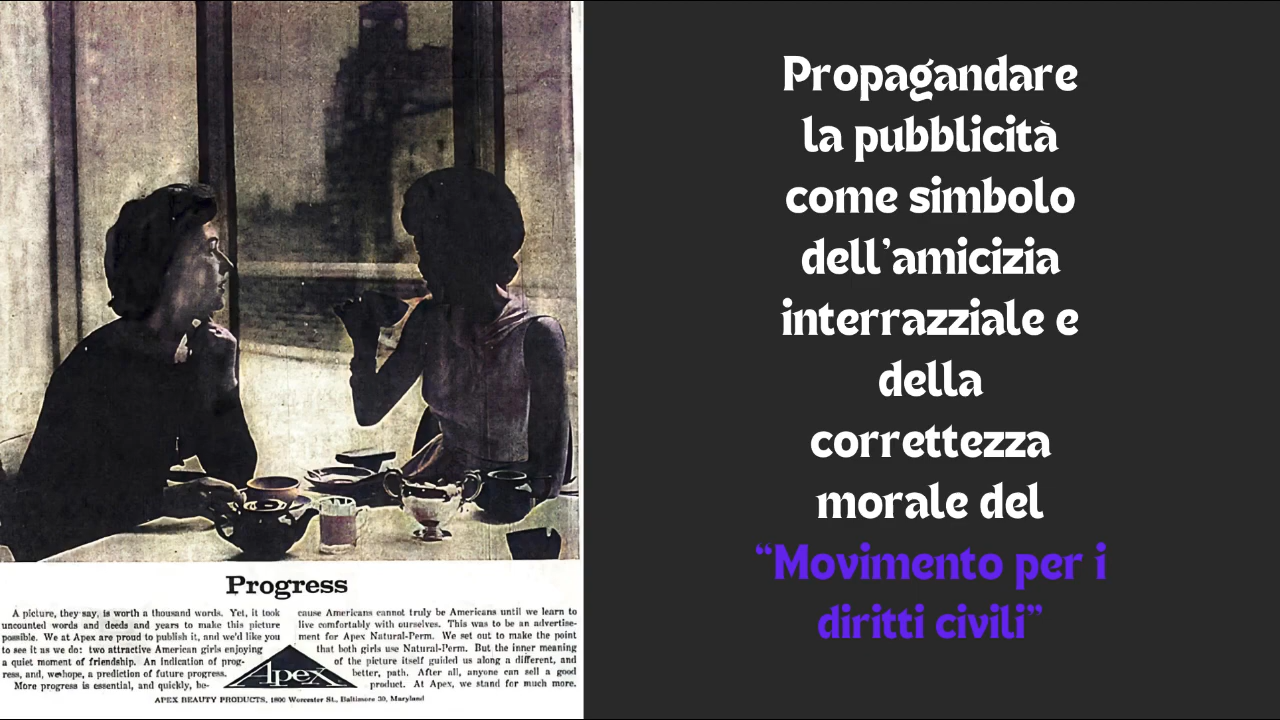 Progress
A picture, they say, is worth a thousand words. Yet, it took
uncounted words and deeds and years to make this picture
possible. We at Apex are proud to publish it, and we'd like you
to see it as we do: two attractive American girls enjoying
a quiet moment of friendship. An indication of prog-
ress, and, we hope, a prediction of future progress.
More progress is essential, and quickly, be-
cause Americans cannot truly be Americans until we learn to
live comfortably with ourselves. This was to be an advertise-
ment for Apex Natural-Perm. We set out to make the point
that both girls use Natural-Perm. But the inner meaning
of the picture itself guided us along a different, and
better, path. After all, anyone can sell a good
product. At Apex, we stand for much more.
Apex
APEX BEAUTY PRODUCTS, 1800 Worcester St., Baltimore 30, Maryland
Propagandare
la pubblicità
come simbolo
dell'amicizia
interrazziale e
della
correttezza
morale del
“Movimento per i
diritti civili”